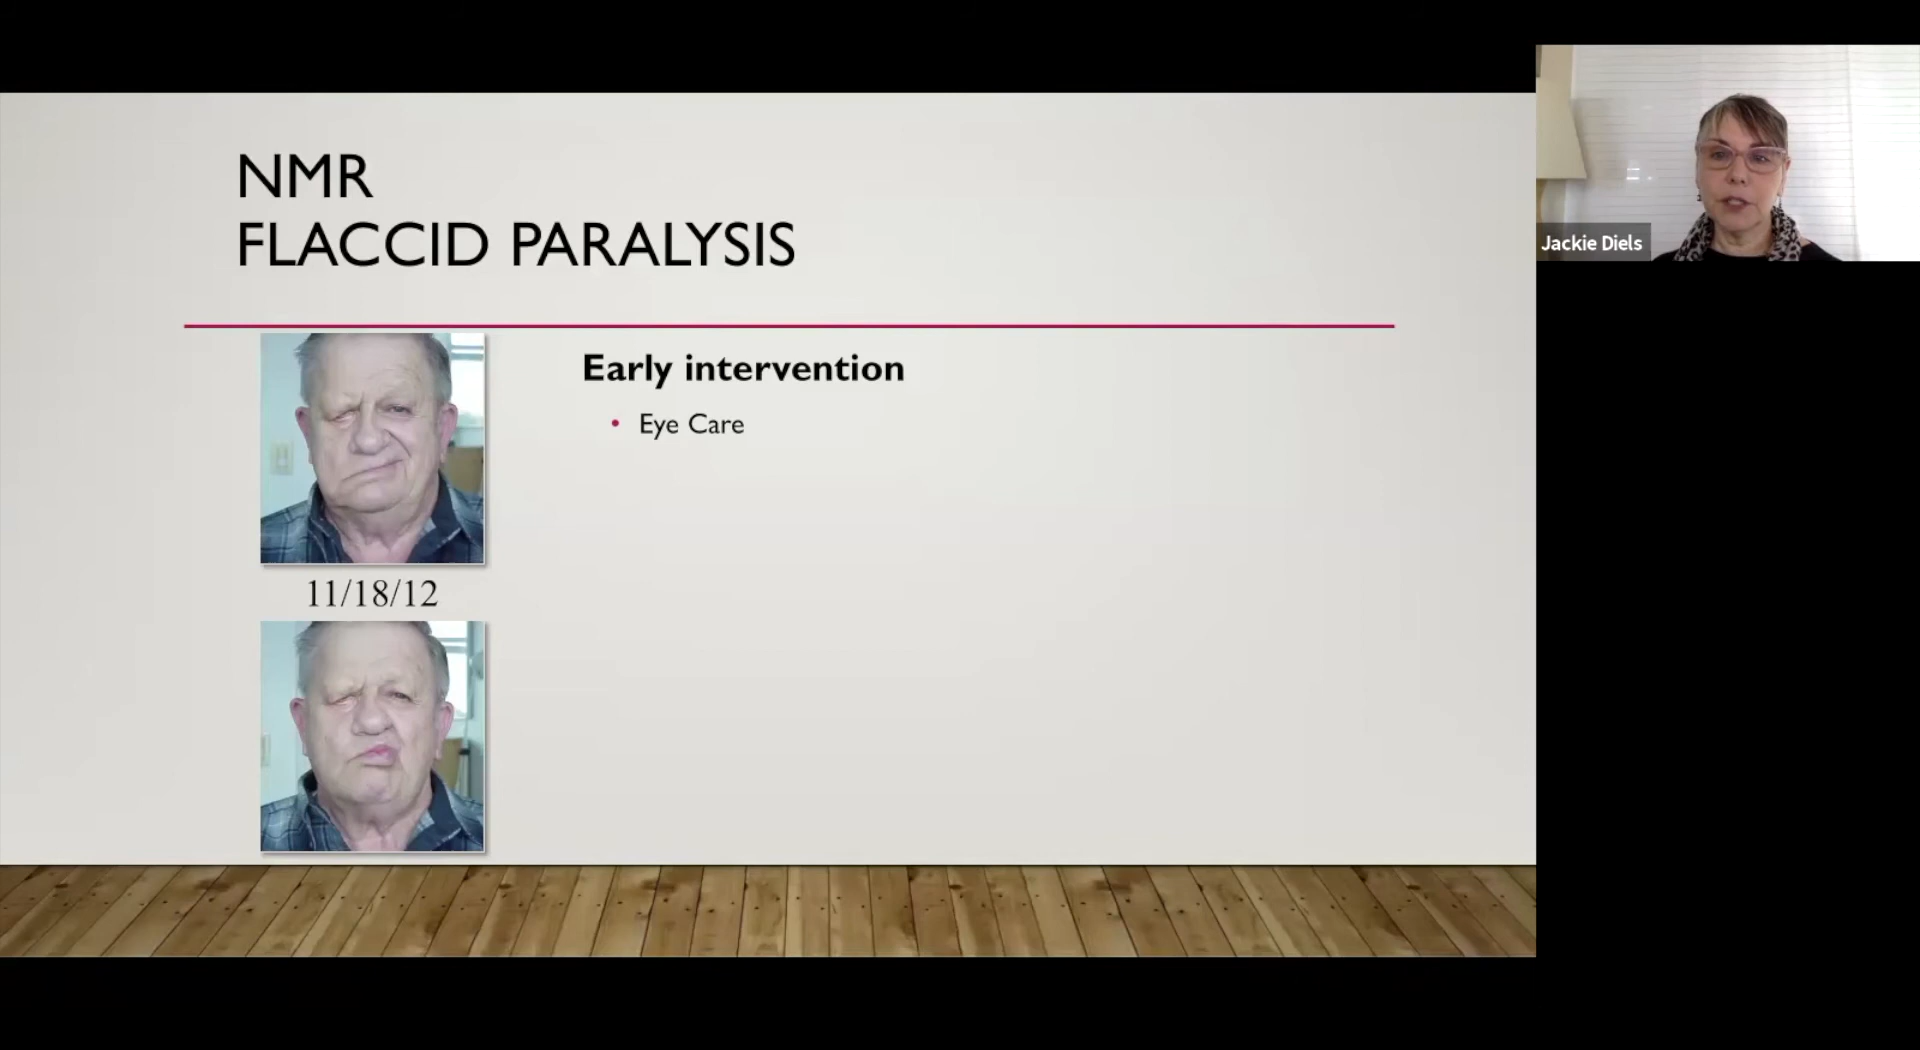 NMR
FLACCID PARALYSIS
Early intervention
• Eye Care
11/18/12
Jackie Diels